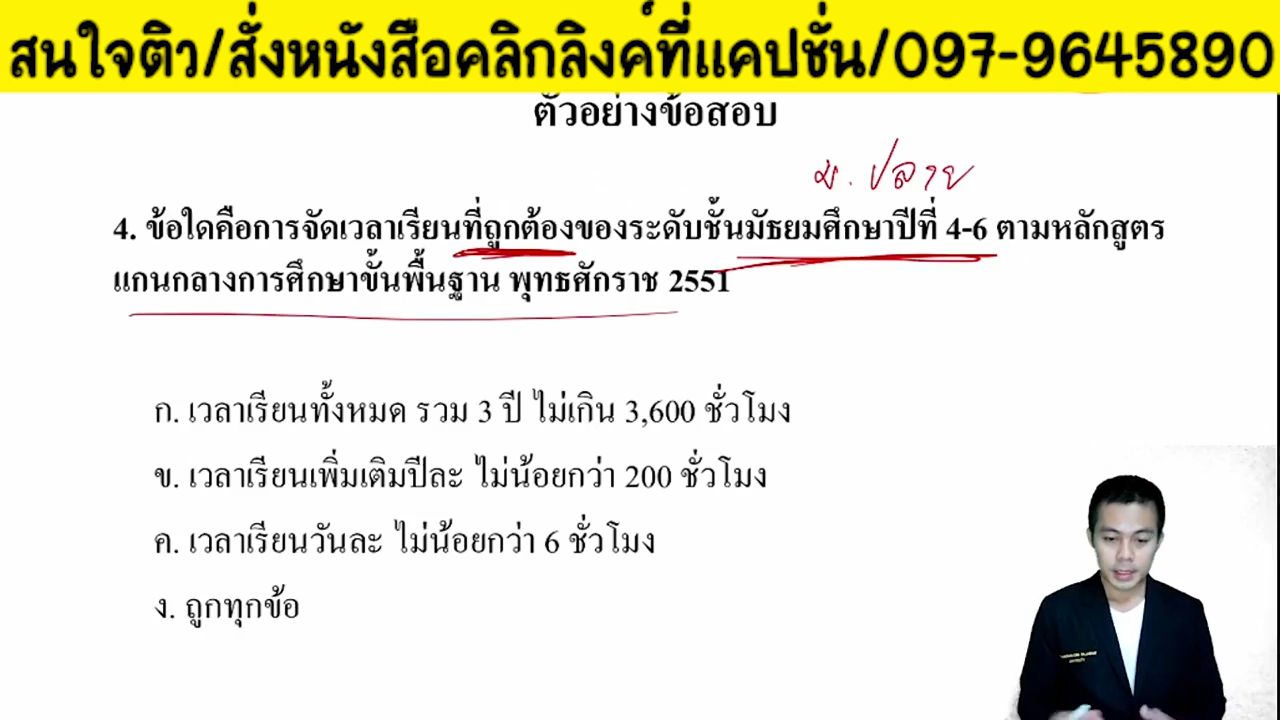 สนใจติว/สั่งหนังสือคลิกลิงค์ที่แคปชั่น/097-9645890
ตัวอย่างข้อสอบ
ม. ปลาย
4. ข้อใดคือการจัดเวลาเรียนที่ถูกต้องของระดับชั้นมัธยมศึกษาปีที่ 4-6 ตามหลักสูตร
แกนกลางการศึกษาขั้นพื้นฐาน พุทธศักราช 2551
ก. เวลาเรียนทั้งหมด รวม 3 ปี ไม่เกิน 3,600 ชั่วโมง
ข. เวลาเรียนเพิ่มเติมปีละ ไม่น้อยกว่า 200 ชั่วโมง
ค. เวลาเรียนวันละ ไม่น้อยกว่า 6 ชั่วโมง
ง. ถูกทุกข้อ